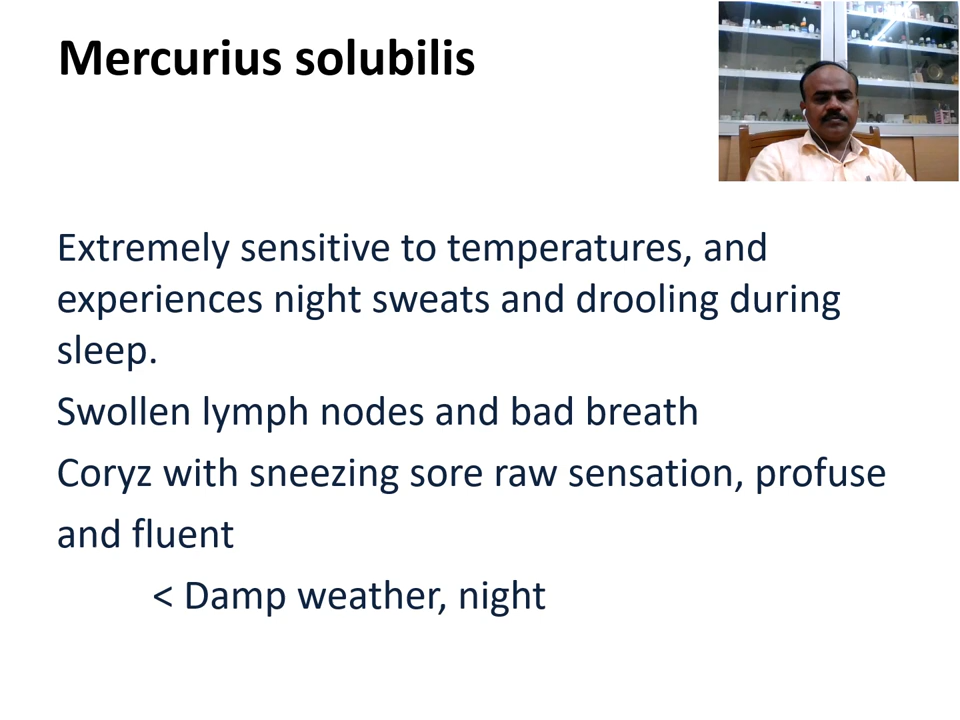 Mercurius solubilis
Extremely sensitive to temperatures, and
experiences night sweats and drooling during
sleep.
Swollen lymph nodes and bad breath
Coryz with sneezing sore raw sensation, profuse
and fluent
< Damp weather, night